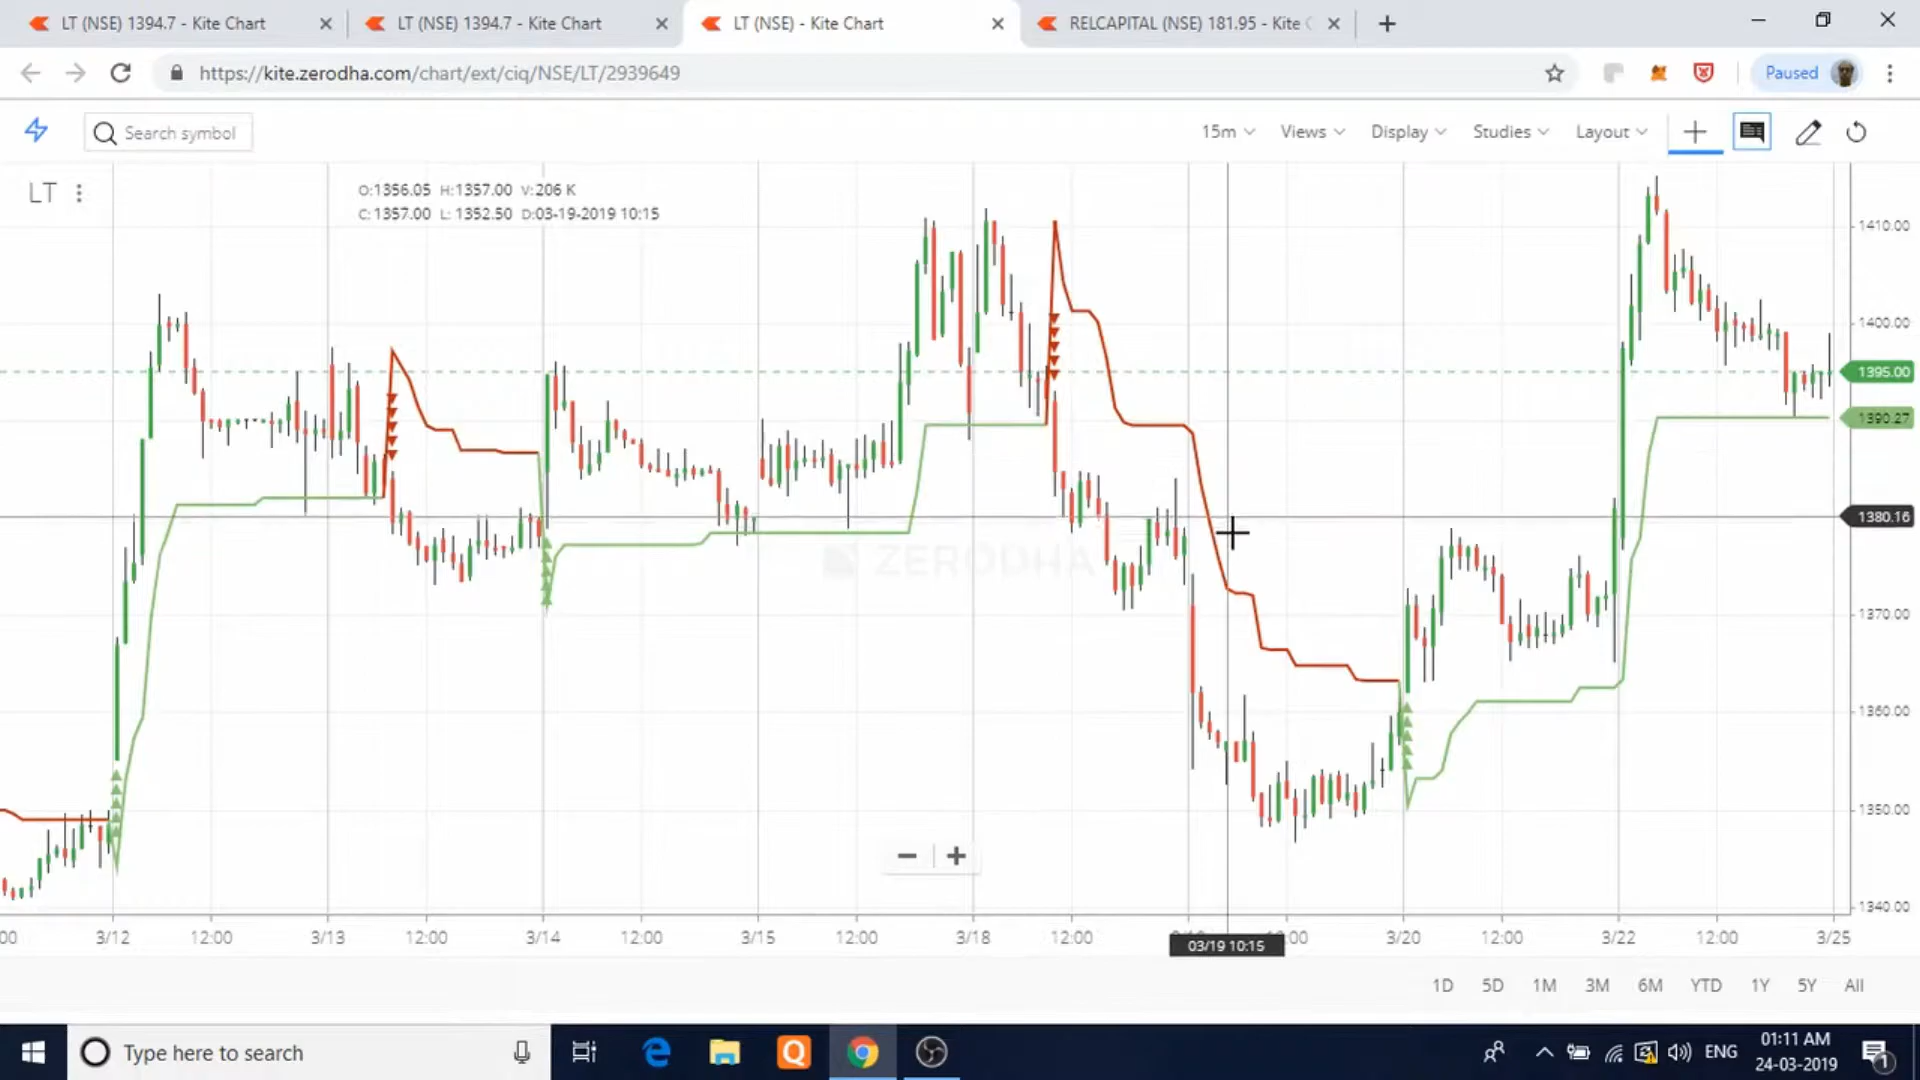 LT (NSE) 1394.7 - Kite Chart
LT (NSE) 1394.7 - Kite Chart
LT (NSE) - Kite Chart
RELCAPITAL (NSE) 181.95 - Kite
https://kite.zerodha.com/chart/ext/ciq/NSE/LT/2939649
Paused
Search symbol
15m
Views
Display
Studies
Layout
LT
O:1356.05 H:1357.00 V:206 K
C:1357.00 L: 1352.50 D:03-19-2019 10:15
1410.00
1400.00
1395.00
1390.27
1380.16
1370.00
1360.00
1350.00
1340.00
ZERODHA
:00 3/12 12:00 3/13 12:00 3/14 12:00 3/15 12:00 3/18 12:00 :00 3/20 12:00 3/22 12:00 3/25
03/19 10:15
1D 5D 1M 3M 6M YTD 1Y 5Y All
Type here to search
Q
ENG
01:11 AM
24-03-2019
1